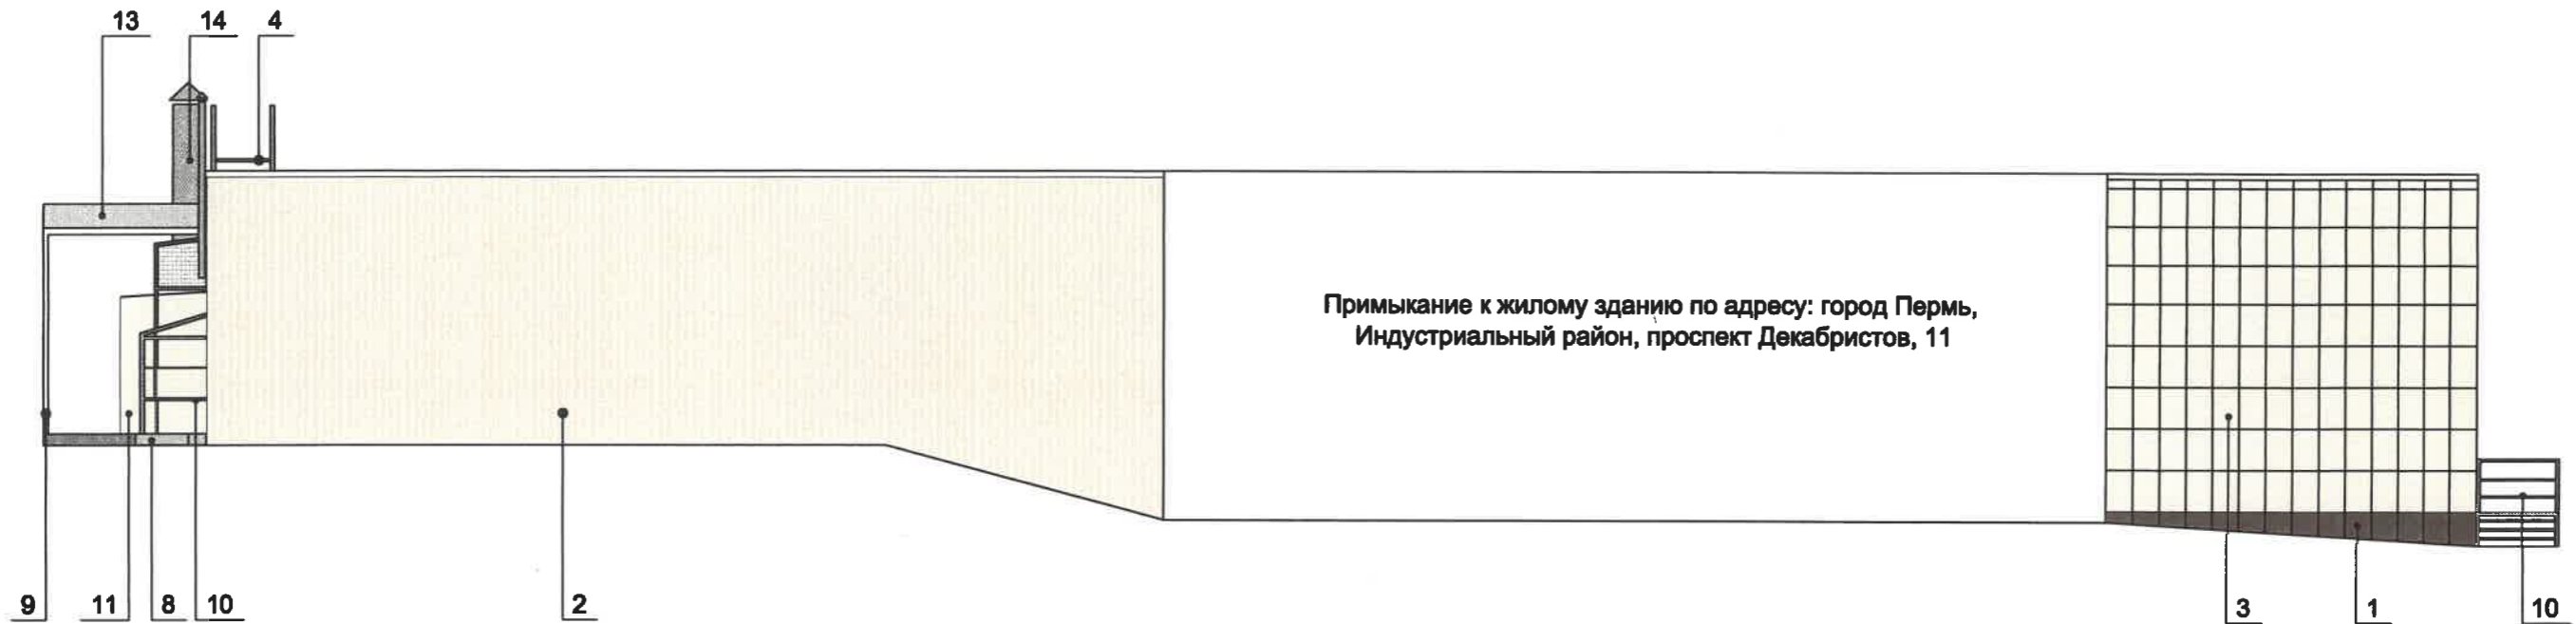 13 14 4
Примыкание к жилому зданию по адресу: город Пермь,
Индустриальный район, проспект Декабристов, 11
9 11 8 10 2 3 1 10